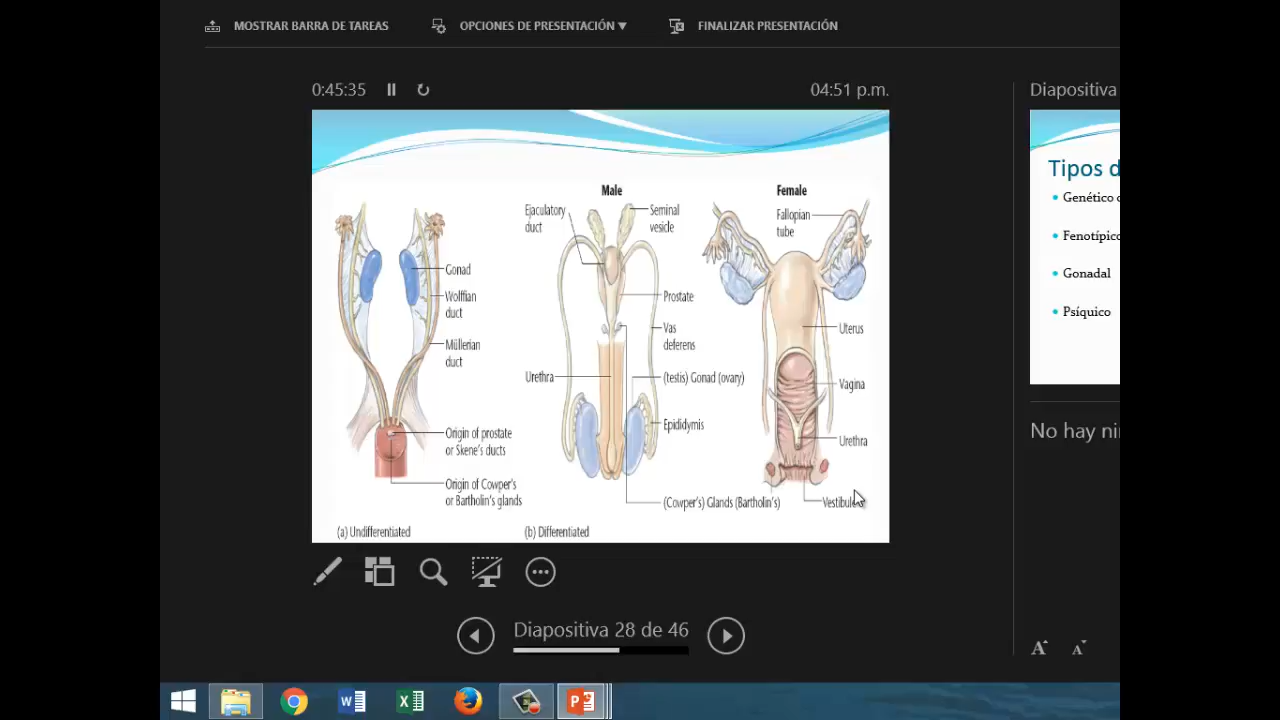 MOSTRAR BARRA DE TAREAS
OPCIONES DE PRESENTACIÓN ▼
FINALIZAR PRESENTACIÓN
0:45:35
04:51 p.m.
Male
Female
Ejaculatory
duct
Seminal
vesicle
Fallopian
tube
Gonad
Wolffian
duct
Müllerian
duct
Prostate
Vas
deferens
Uterus
Urethra
(testis) Gonad (ovary)
Vagina
Epididymis
Urethra
Origin of prostate
or Skene's ducts
Origin of Cowper's
or Bartholin's glands
(Cowper's) Glands (Bartholin's)
(a) Undifferentiated
(b) Differentiated
Diapositiva 28 de 46
Diapositiva
Tipos d
Genético
Fenotípico
Gonadal
Psíquico
No hay
A
A
W
X
P